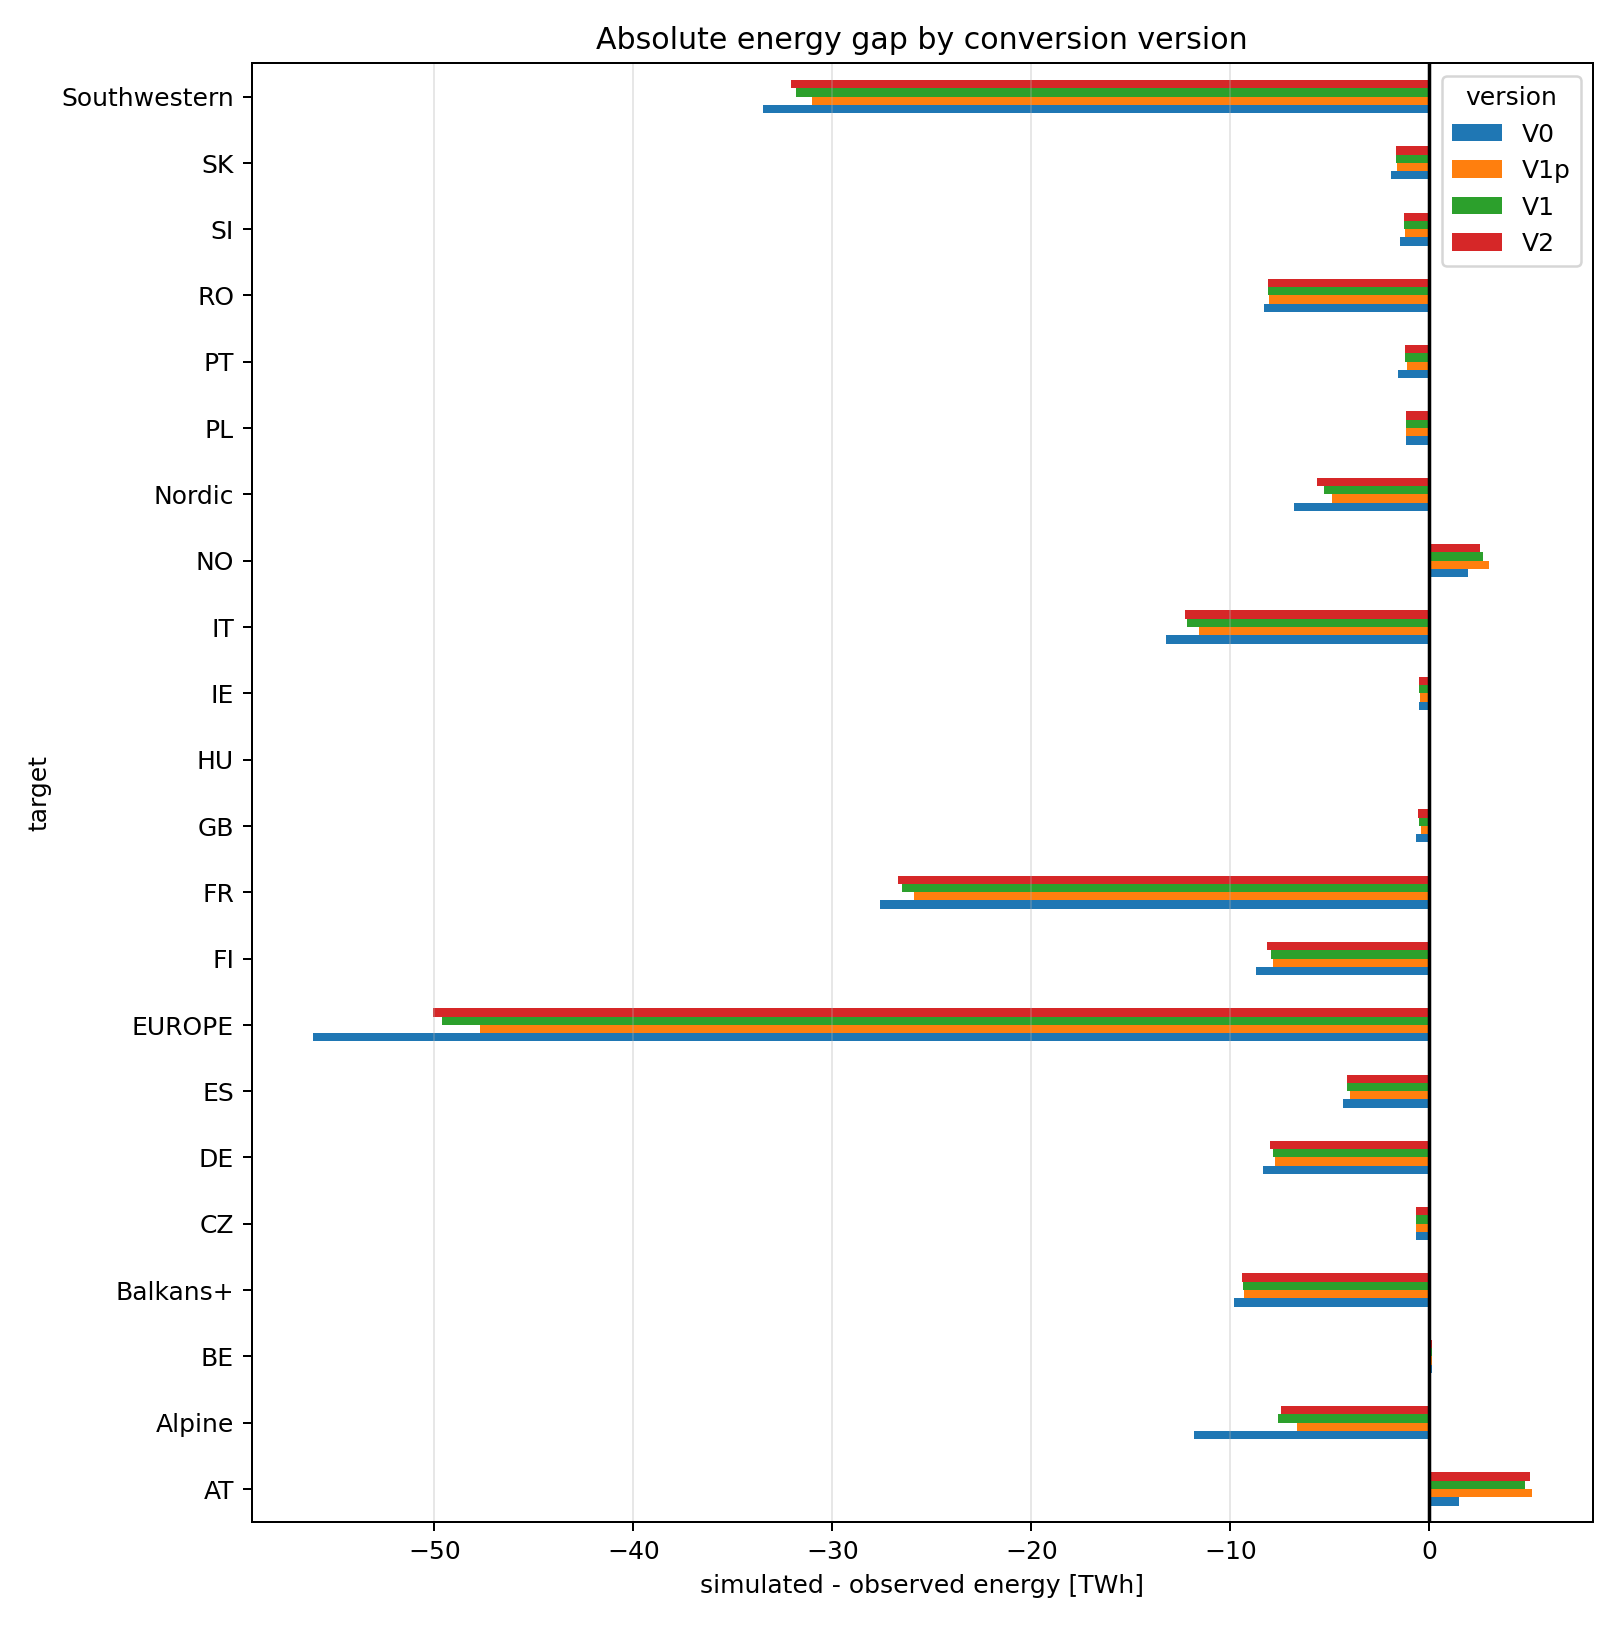 Absolute energy gap by conversion version
version
V0
V1p
V1
V2
target
Southwestern
SK
SI
RO
PT
PL
Nordic
NO
IT
IE
HU
GB
FR
FI
EUROPE
ES
DE
CZ
Balkans+
BE
Alpine
AT
−50 −40 −30 −20 −10 0
simulated - observed energy [TWh]